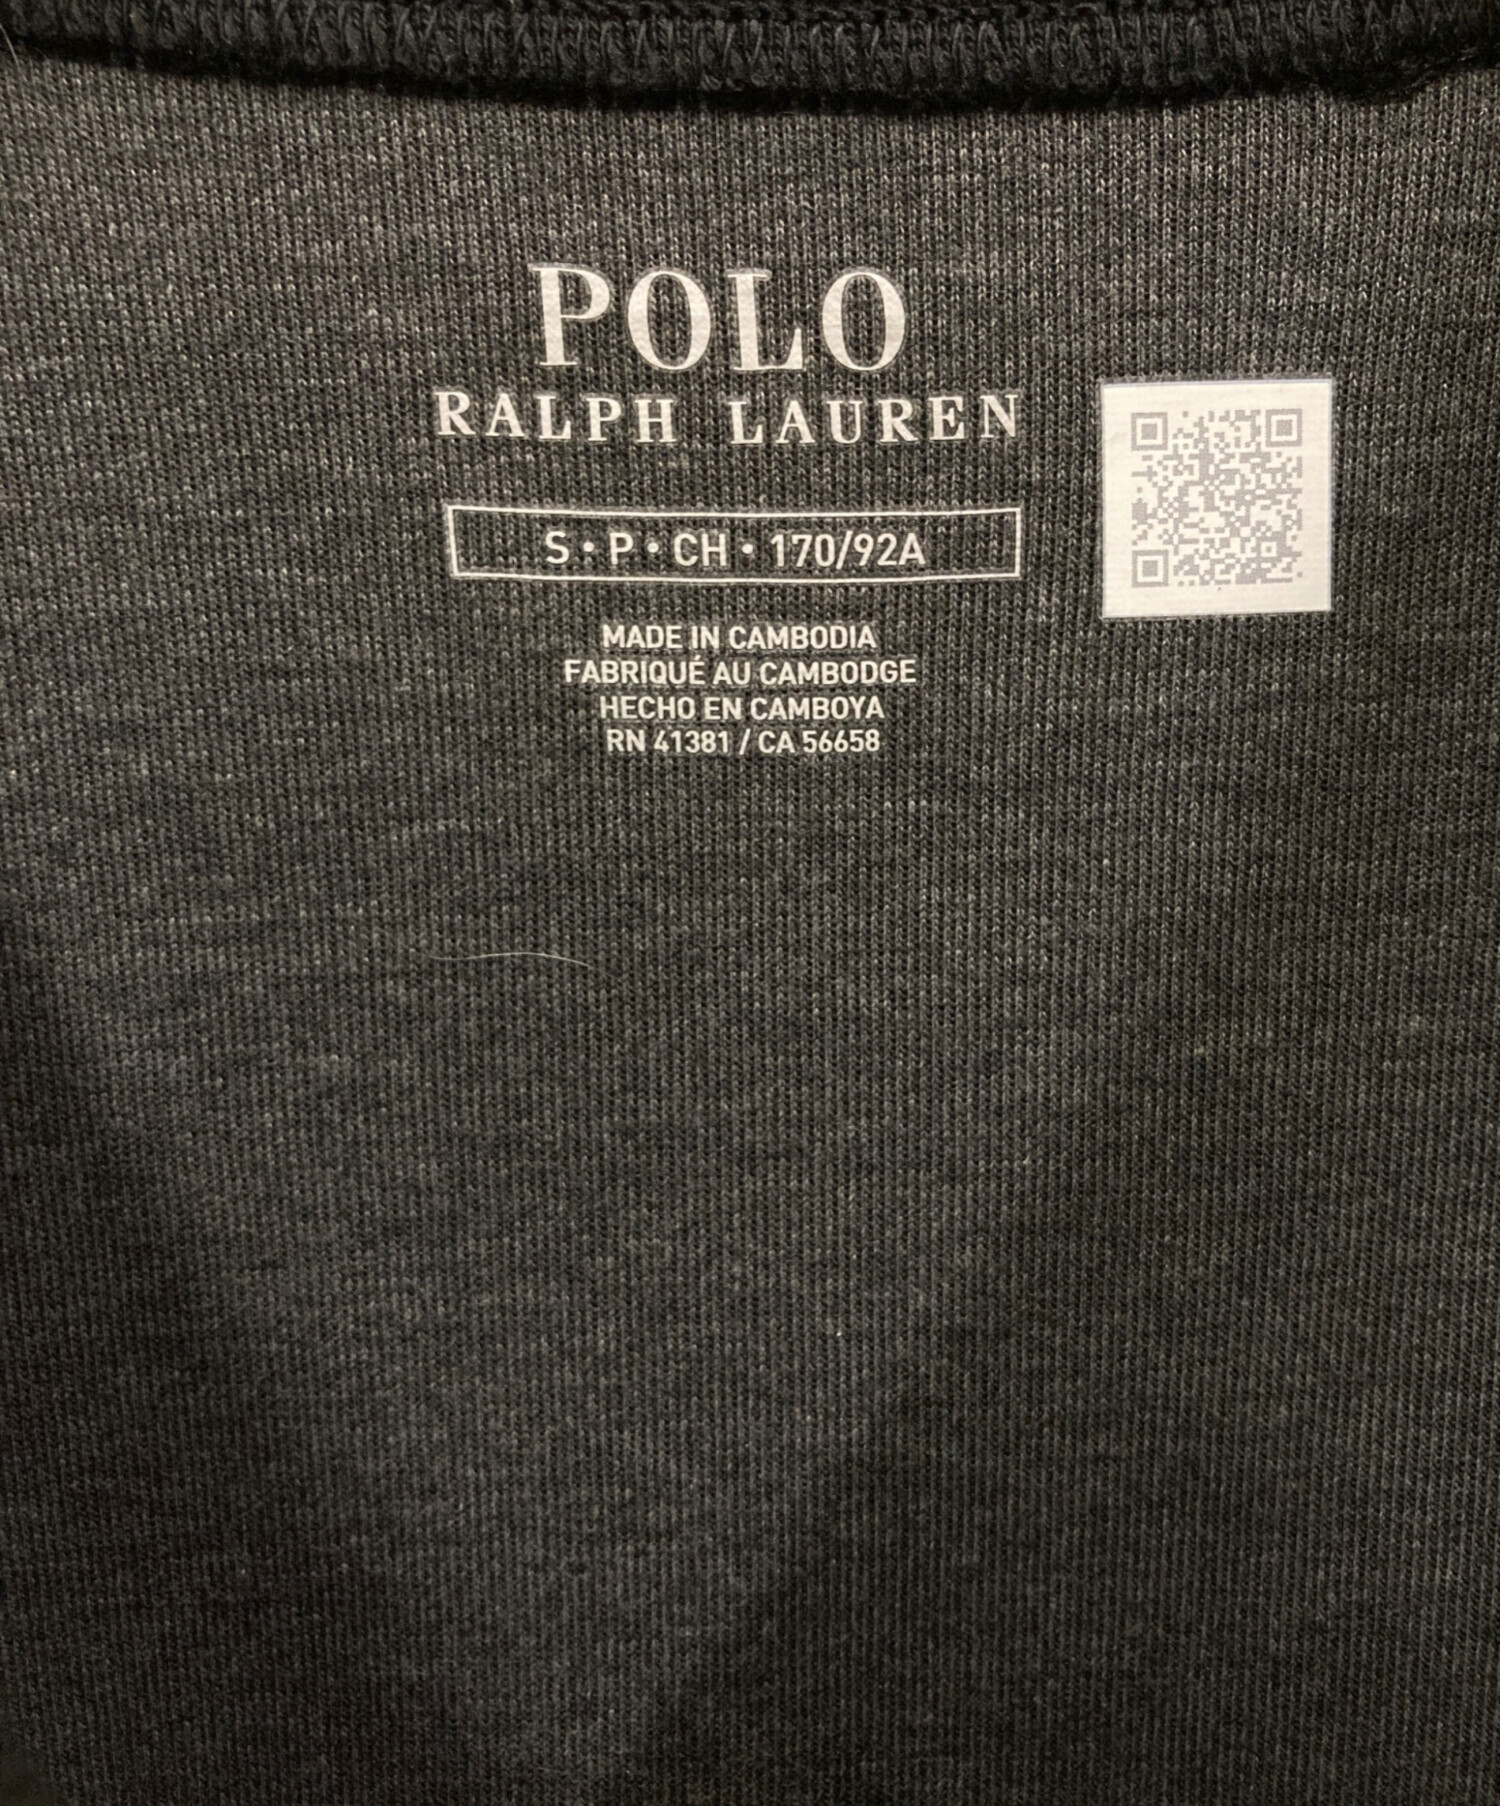 POLO
RALPH LAUREN
S • P • CH • 170/92A
MADE IN CAMBODIA
FABRIQUÉ AU CAMBODGE
HECHO EN CAMBOYA
RN 41381 / CA 56658